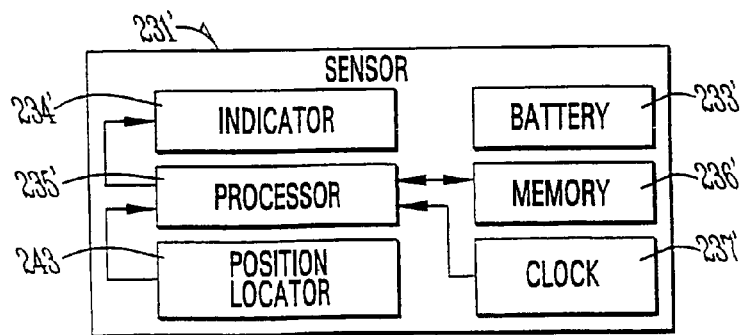 231'
SENSOR
234'
INDICATOR
BATTERY
233'
235'
PROCESSOR
MEMORY
236'
243
POSITION
LOCATOR
CLOCK
237'